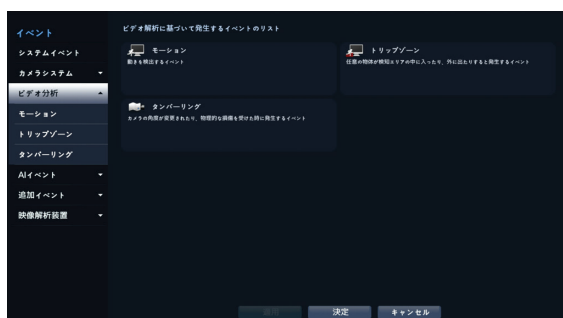 イベント
システムイベント
カメラシステム
ビデオ分析
モーション
トリップゾーン
タンパーリング
AIイベント
追加イベント
映像解析装置
ビデオ解析に基づいて発生するイベントのリスト
モーション
動きを検出するイベント
トリップゾーン
任意の物体が検知エリアの中に入ったり、外に出たりすると発生するイベント
タンパーリング
カメラの角度が変更されたり、物理的な損傷を受けた時に発生するイベント
適用 決定 キャンセル